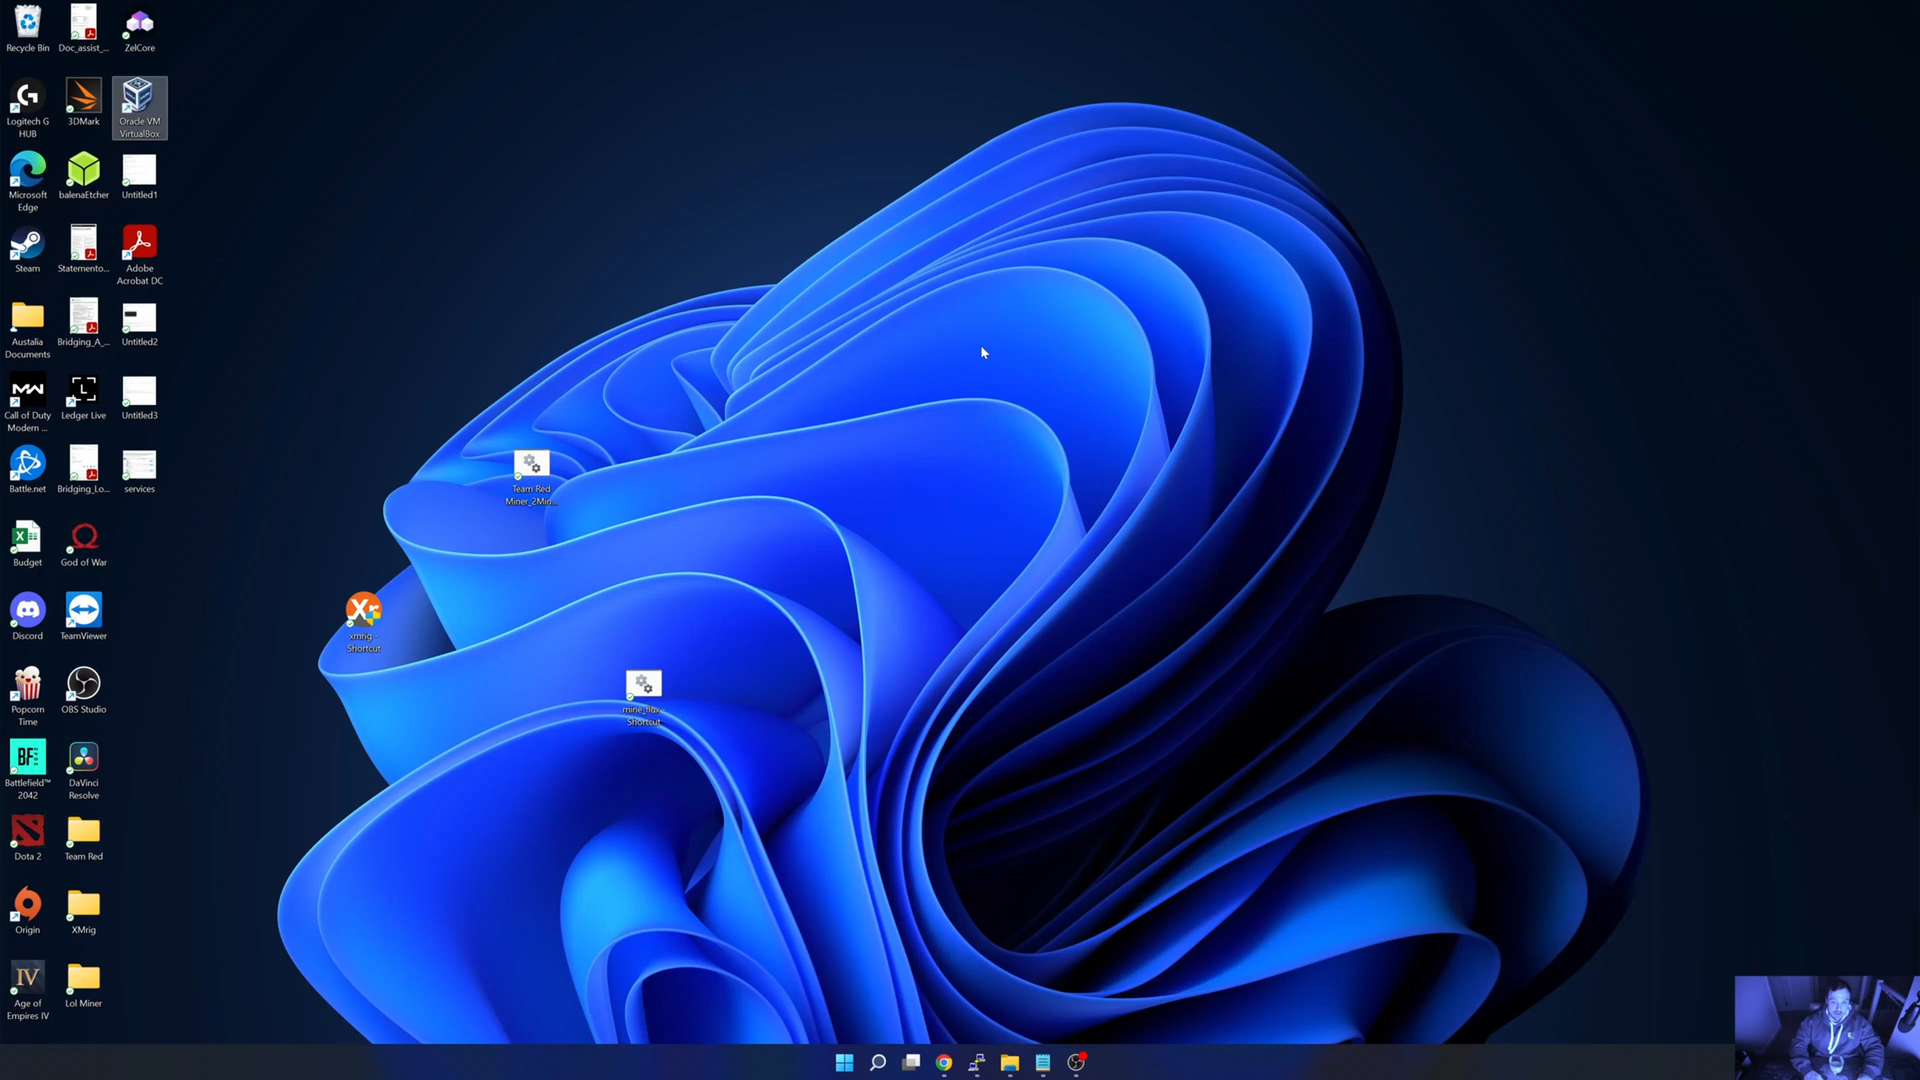 Recycle Bin
Doc_assist_...
ZelCore
Logitech G
HUB
3DMark
Oracle VM
VirtualBox
Microsoft
Edge
balenaEtcher
Untitled1
Steam
Statemento...
Adobe
Acrobat DC
Austalia
Documents
Bridging_A_...
Untitled2
Call of Duty
Modern ...
Ledger Live
Untitled3
Battle.net
Bridging_Lo...
services
Team Red
Miner_2Min...
Budget
God of War
Discord
TeamViewer
xmrig -
Shortcut
Popcorn
Time
OBS Studio
mine_flux -
Shortcut
Battlefield™
2042
DaVinci
Resolve
Dota 2
Team Red
Origin
XMrig
Age of
Empires IV
Lol Miner